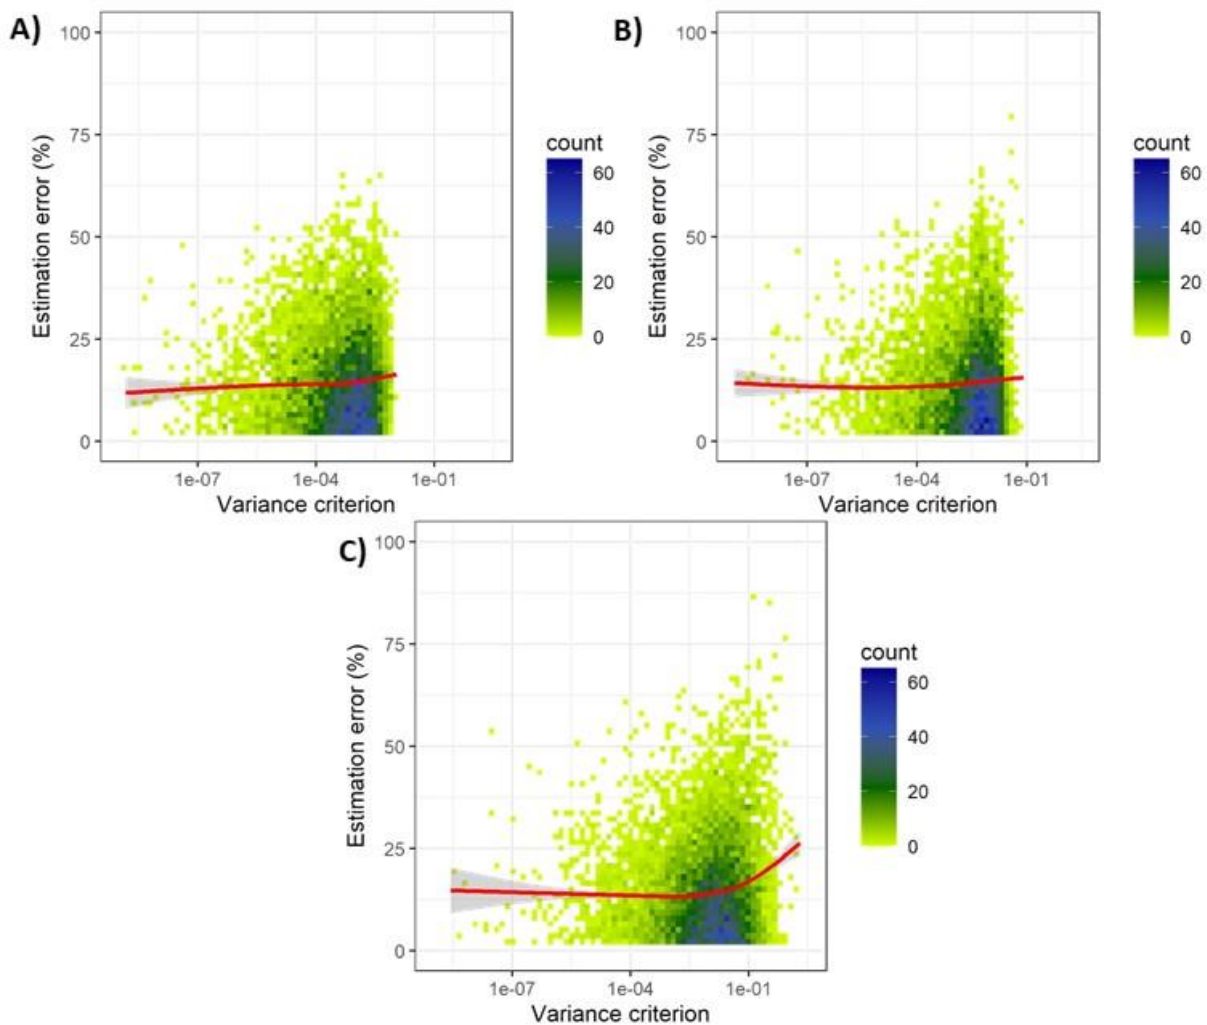 A)
100
75
50
25
0
Estimation error (%)
1e-07
1e-04
1e-01
Variance criterion
count
60
40
20
0
B)
100
75
50
25
0
Estimation error (%)
1e-07
1e-04
1e-01
Variance criterion
count
60
40
20
0
C)
100
75
50
25
0
Estimation error (%)
1e-07
1e-04
1e-01
Variance criterion
count
60
40
20
0